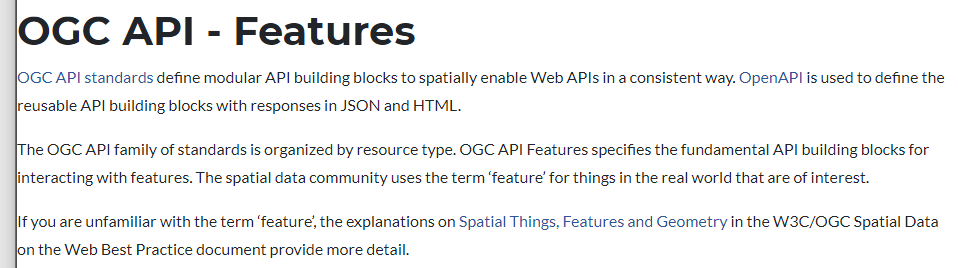 OGC API - Features
OGC API standards define modular API building blocks to spatially enable Web APIs in a consistent way. OpenAPI is used to define the
reusable API building blocks with responses in JSON and HTML.
The OGC API family of standards is organized by resource type. OGC API Features specifies the fundamental API building blocks for
interacting with features. The spatial data community uses the term ‘feature’ for things in the real world that are of interest.
If you are unfamiliar with the term ‘feature’, the explanations on Spatial Things, Features and Geometry in the W3C/OGC Spatial Data
on the Web Best Practice document provide more detail.